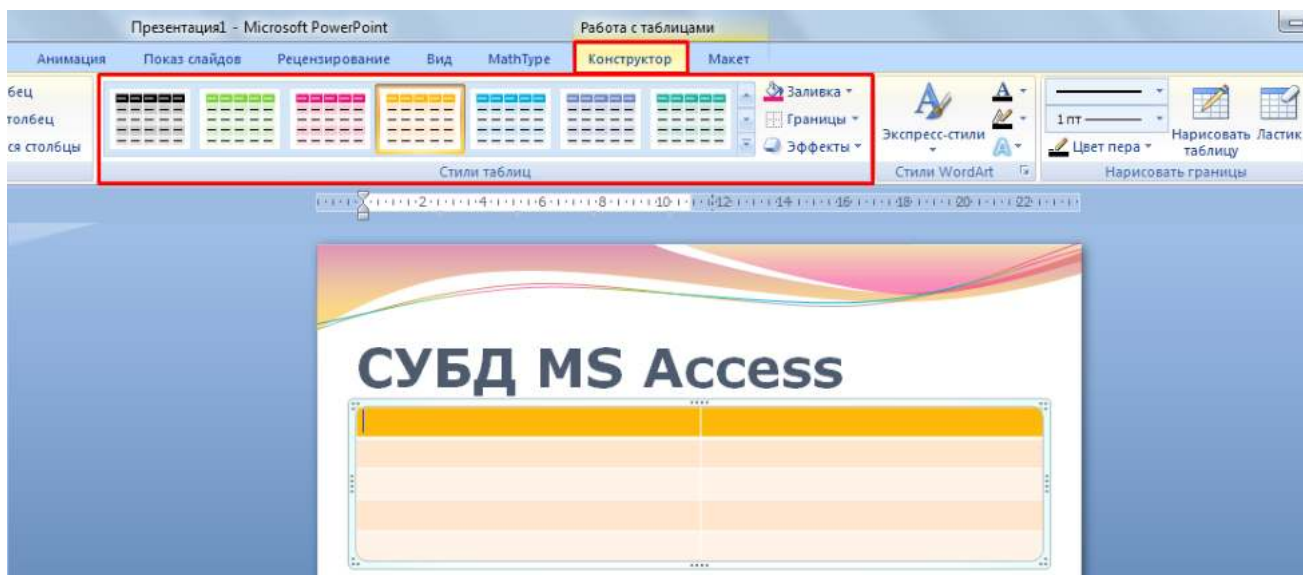 Презентация1 - Microsoft PowerPoint
Работа с таблицами
Анимация Показ слайдов Рецензирование Вид MathType Конструктор Макет
бец
толбец
ся столбцы
Заливка
Границы
Эффекты
Стили таблиц
Экспресс-стили
Стили WordArt
1 пт
Цвет пера
Нарисовать таблицу
Ластик
Нарисовать границы
2 4 6 8 10 12 14 16 18 20 22
СУБД MS Access